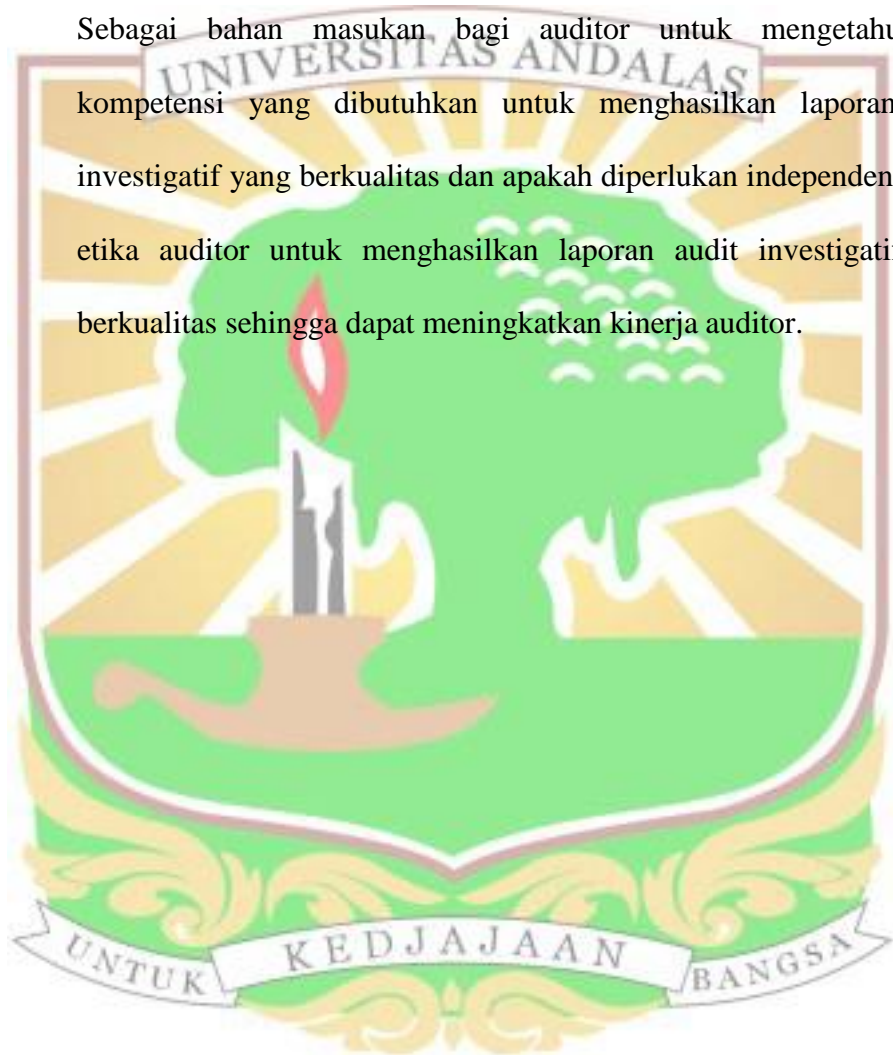 Sebagai bahan masukan bagi auditor untuk mengetahu
UNIVERSITAS ANDALAS
kompetensi yang dibutuhkan untuk menghasilkan laporan
investigatif yang berkualitas dan apakah diperlukan independen
etika auditor untuk menghasilkan laporan audit investigatif
berkualitas sehingga dapat meningkatkan kinerja auditor.
UNTUK KEDJAJAAN BANGSA